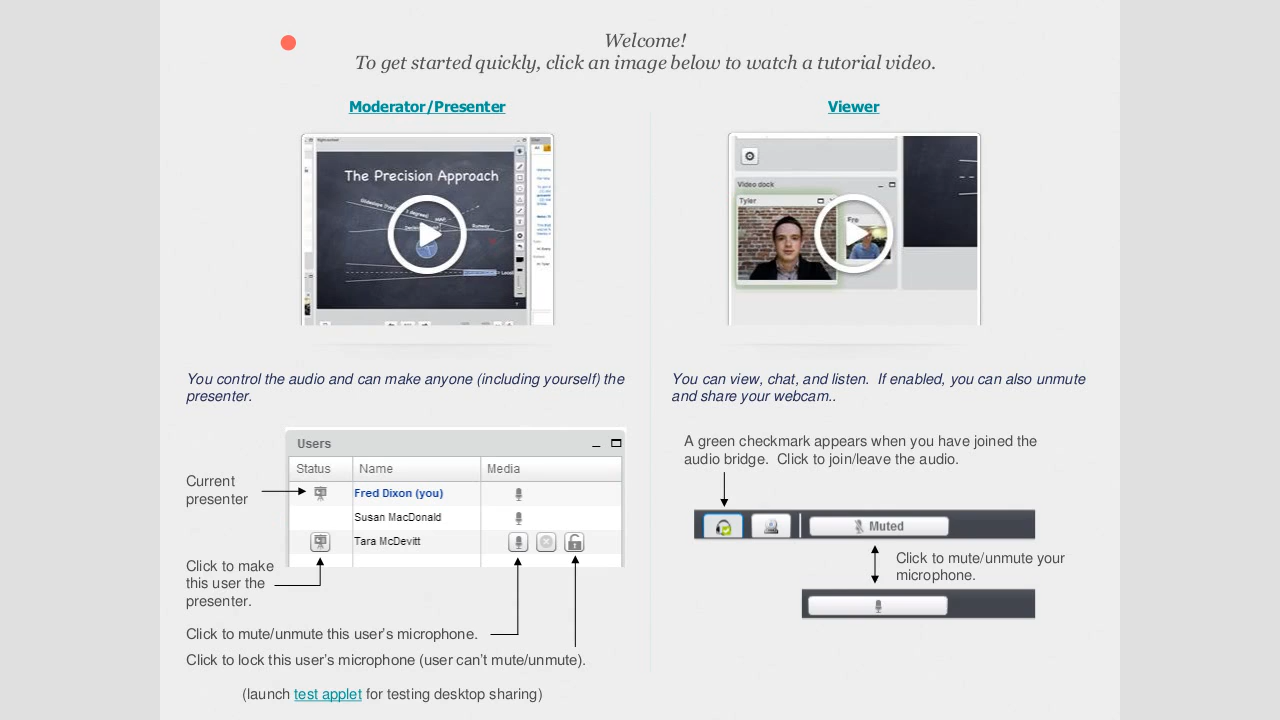 Welcome!
To get started quickly, click an image below to watch a tutorial video.
Moderator/Presenter
The Precision Approach
Runway
You control the audio and can make anyone (including yourself) the
presenter.
Users
Status Name Media
Current
presenter
Fred Dixon (you)
Susan MacDonald
Tara McDevitt
Click to make
this user the
presenter.
Click to mute/unmute this user's microphone.
Click to lock this user's microphone (user can't mute/unmute).
(launch test applet for testing desktop sharing)
Viewer
Video dock
Tyler
Fre
You can view, chat, and listen.  If enabled, you can also unmute
and share your webcam..
A green checkmark appears when you have joined the
audio bridge.  Click to join/leave the audio.
Muted
Click to mute/unmute your
microphone.